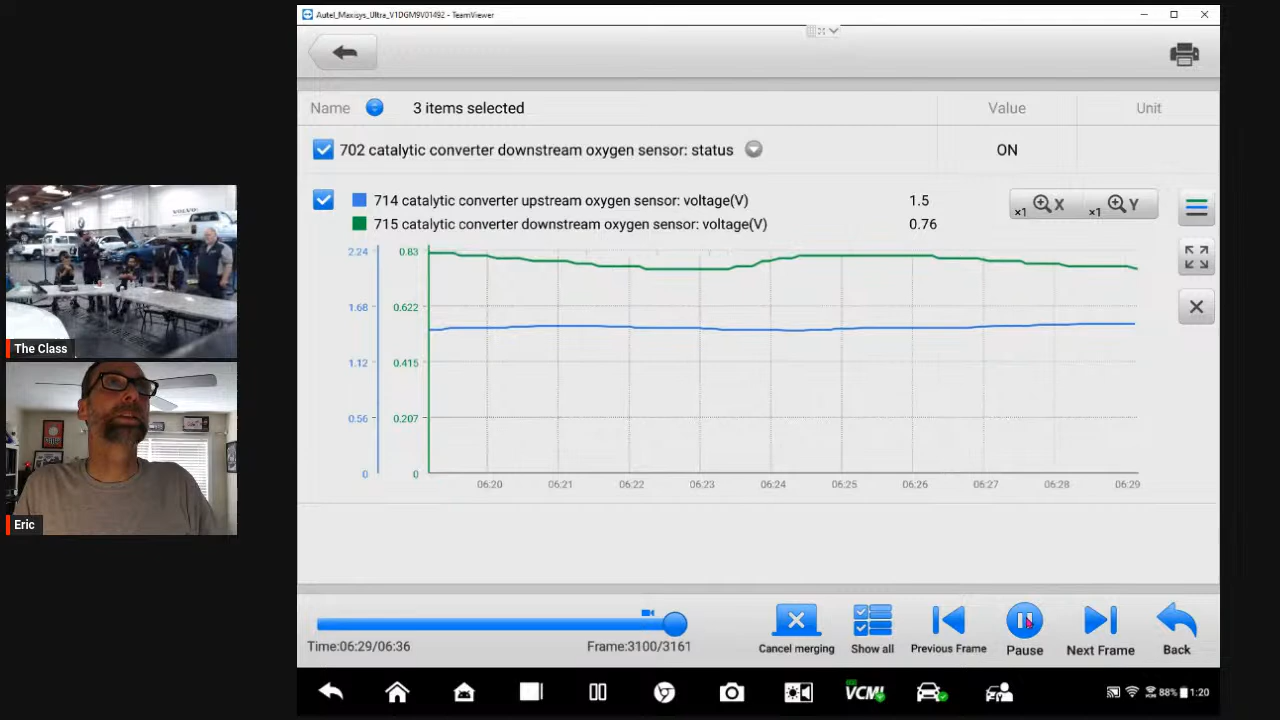 Autel_Maxisys_Ultra_V1DGM9V01492 - TeamViewer
Name 3 items selected Value Unit
702 catalytic converter downstream oxygen sensor: status ON
714 catalytic converter upstream oxygen sensor: voltage(V) 1.5
715 catalytic converter downstream oxygen sensor: voltage(V) 0.76
×1 X ×1 Y
2.24 0.83
1.68 0.622
1.12 0.415
0.56 0.207
0 0
06:20 06:21 06:22 06:23 06:24 06:25 06:26 06:27 06:28 06:29
VOLVO
The Class
Eric
Time:06:29/06:36 Frame:3100/3161
Cancel merging Show all Previous Frame Pause Next Frame Back
VCMI 88% 1:20